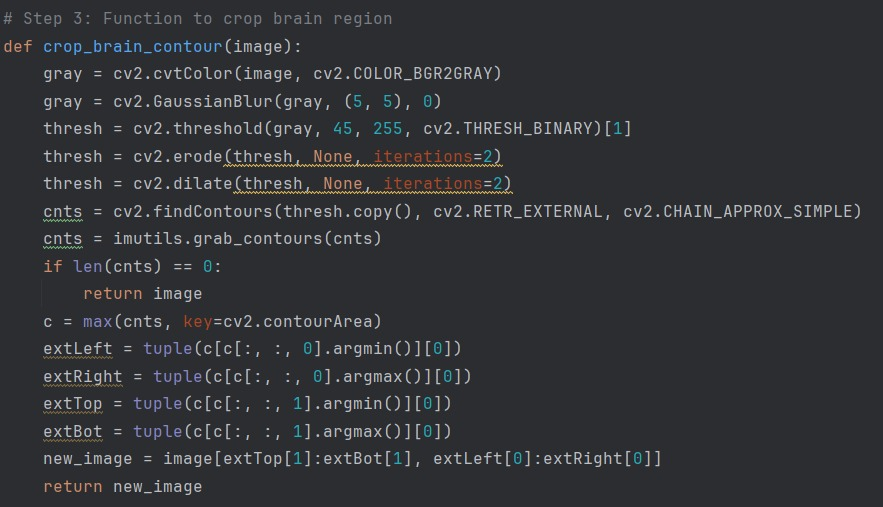 # Step 3: Function to crop brain region
def crop_brain_contour(image):
    gray = cv2.cvtColor(image, cv2.COLOR_BGR2GRAY)
    gray = cv2.GaussianBlur(gray, (5, 5), 0)
    thresh = cv2.threshold(gray, 45, 255, cv2.THRESH_BINARY)[1]
    thresh = cv2.erode(thresh, None, iterations=2)
    thresh = cv2.dilate(thresh, None, iterations=2)
    cnts = cv2.findContours(thresh.copy(), cv2.RETR_EXTERNAL, cv2.CHAIN_APPROX_SIMPLE)
    cnts = imutils.grab_contours(cnts)
    if len(cnts) == 0:
        return image
    c = max(cnts, key=cv2.contourArea)
    extLeft = tuple(c[c[:, :, 0].argmin()][0])
    extRight = tuple(c[c[:, :, 0].argmax()][0])
    extTop = tuple(c[c[:, :, 1].argmin()][0])
    extBot = tuple(c[c[:, :, 1].argmax()][0])
    new_image = image[extTop[1]:extBot[1], extLeft[0]:extRight[0]]
    return new_image